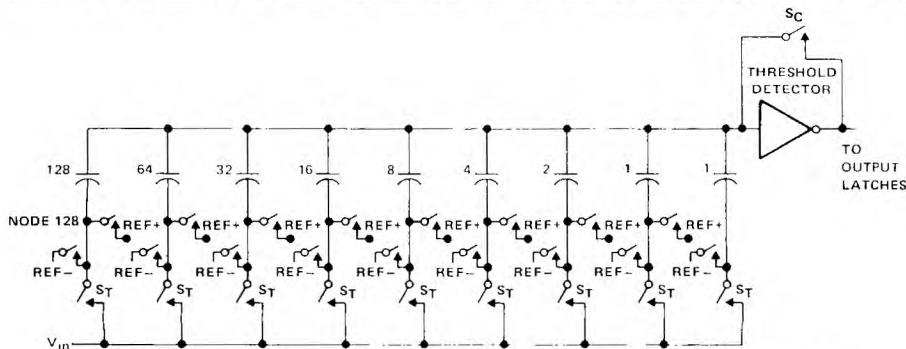 SC
THRESHOLD
DETECTOR
TO
OUTPUT
LATCHES
128 64 32 16 8 4 2 1 1
NODE 128 REF+ REF+ REF+ REF+ REF+ REF+ REF+ REF+
REF− REF− REF− REF− REF− REF− REF− REF− REF−
ST ST ST ST ST ST ST ST ST
Vin